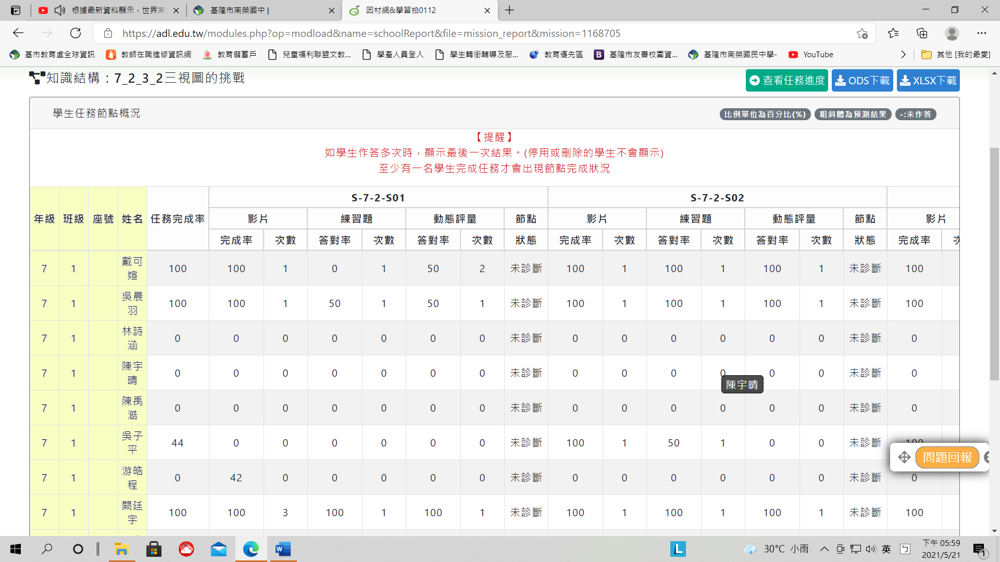 根據最新資料顯示，世界末
基隆市南榮國中 |
因材網&學習拍0112
https://adl.edu.tw/modules.php?op=modload&name=schoolReport&file=mission_report&mission=1168705
基市教育處全球資訊 教師在職進修資訊網 教育儲蓄戶 兒童福利聯盟文教... 學產人員登入 學生轉銜輔導及服... 教育優先區 基隆市友善校園資... 基隆市南榮國民中學- YouTube 其他 [我的最愛]
知識結構：7_2_3_2三視圖的挑戰
查看任務進度 ODS下載 XLSX下載
學生任務節點概況
比例單位為百分比(%) 粗斜體為預測結果 -:未作答
【提醒】
如學生作答多次時，顯示最後一次結果。(停用或刪除的學生不會顯示)
至少有一名學生完成任務才會出現節點完成狀況
S-7-2-S01 S-7-2-S02
年級 班級 座號 姓名 任務完成率 影片 練習題 動態評量 節點 影片 練習題 動態評量 節點 影片
完成率 次數 答對率 次數 答對率 次數 狀態 完成率 次數 答對率 次數 答對率 次數 狀態 完成率
7 1 戴可媗 100 100 1 0 1 50 2 未診斷 100 1 100 1 100 1 未診斷 100
7 1 吳晨羽 100 100 1 50 1 50 1 未診斷 100 1 100 1 100 1 未診斷 100
7 1 林詩涵 0 0 0 0 0 0 0 未診斷 0 0 0 0 0 0 未診斷 0
7 1 陳宇晴 0 0 0 0 0 0 0 未診斷 0 0 0 0 0 0 未診斷 0
陳宇晴
7 1 陳禹澔 0 0 0 0 0 0 0 未診斷 0 0 0 0 0 0 未診斷 0
7 1 吳子平 44 0 0 0 0 0 0 未診斷 100 1 50 1 0 0 未診斷 100
問題回報
7 1 游皓程 0 42 0 0 0 0 0 未診斷 0 0 0 0 0 0 未診斷 0
7 1 闕廷宇 100 100 3 100 1 100 1 未診斷 100 1 100 1 100 1 未診斷 100
30°C 小雨 英 下午 05:59
2021/5/21
1